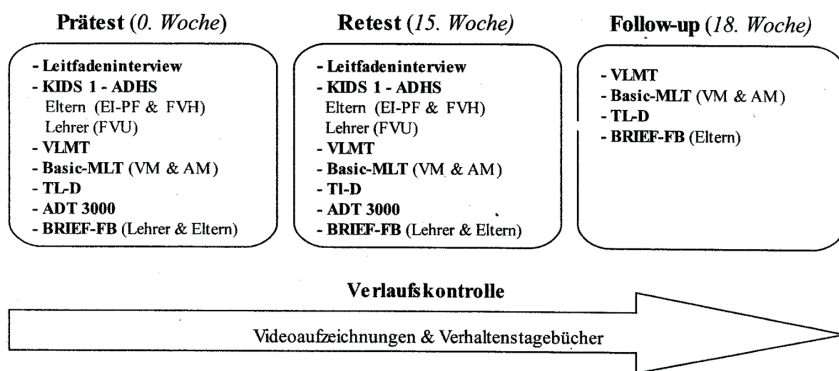 Prätest (0. Woche)
- Leitfadeninterview
- KIDS 1 - ADHS
Eltern (EI-PF & FVH)
Lehrer (FVU)
- VLMT
- Basic-MLT (VM & AM)
- TL-D
- ADT 3000
- BRIEF-FB (Lehrer & Eltern)
Retest (15. Woche)
- Leitfadeninterview
- KIDS 1 - ADHS
Eltern (EI-PF & FVH)
Lehrer (FVU)
- VLMT
- Basic-MLT (VM & AM)
- Tl-D
- ADT 3000
- BRIEF-FB (Lehrer & Eltern)
Follow-up (18. Woche)
- VLMT
- Basic-MLT (VM & AM)
- TL-D
- BRIEF-FB (Eltern)
Verlaufskontrolle
Videoaufzeichnungen & Verhaltenstagebücher